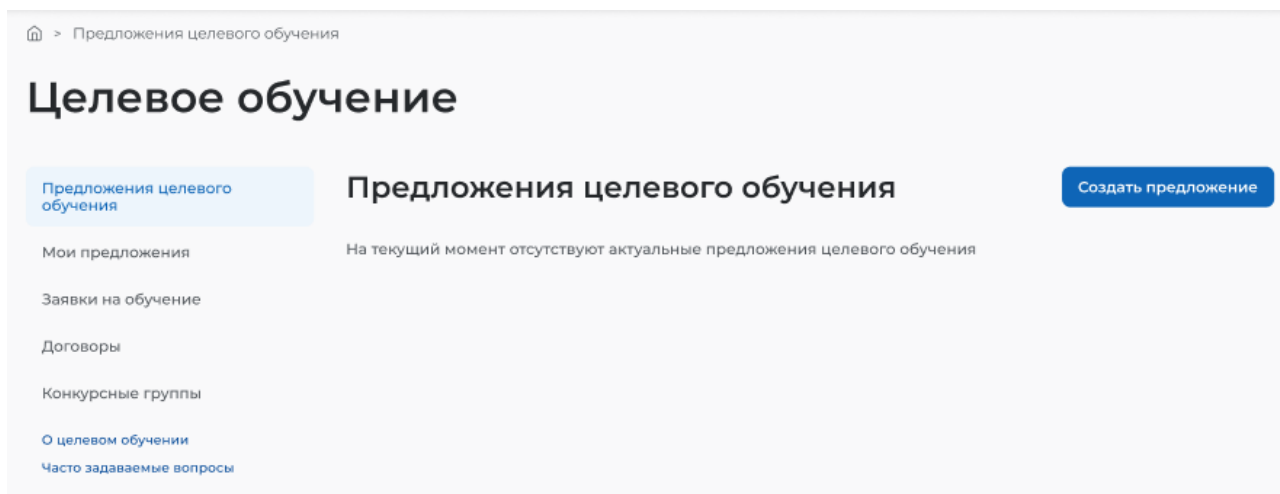 > Предложения целевого обучения
Целевое обучение
Предложения целевого
обучения
Мои предложения
Заявки на обучение
Договоры
Конкурсные группы
О целевом обучении
Часто задаваемые вопросы
Предложения целевого обучения
Создать предложение
На текущий момент отсутствуют актуальные предложения целевого обучения